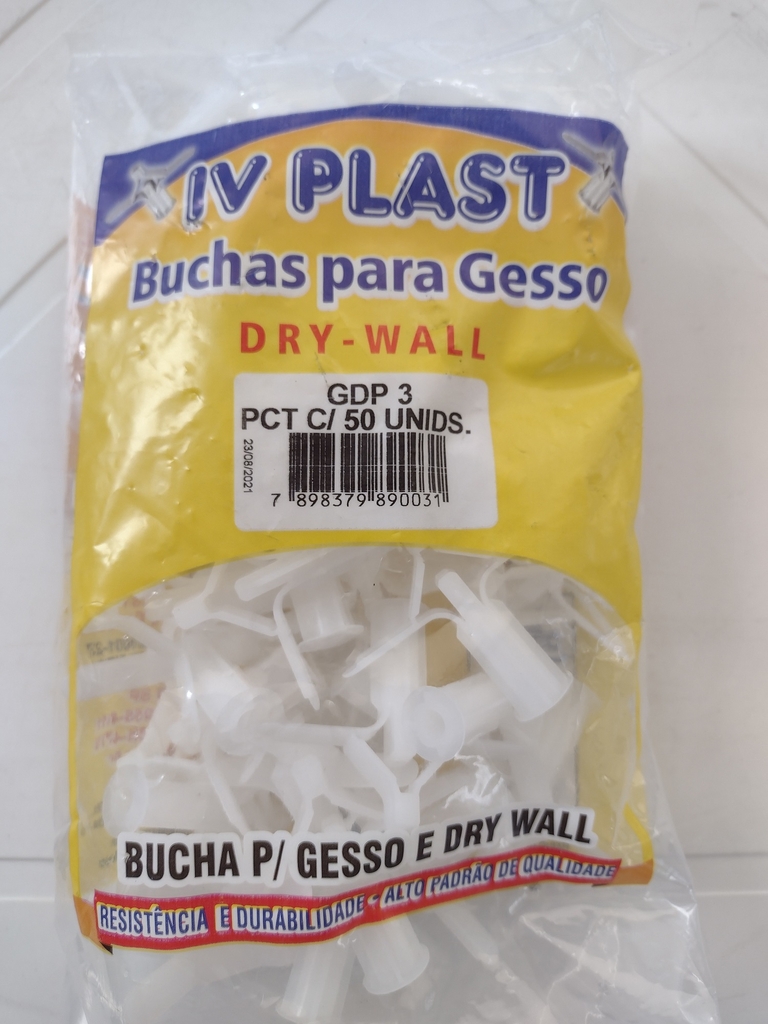 IV PLAST
Buchas para Gesso
DRY-WALL
GDP 3
PCT C/ 50 UNIDS.
23/08/2021
7 898379 890031
BUCHA P/ GESSO E DRY WALL
RESISTÊNCIA E DURABILIDADE - ALTO PADRÃO DE QUALIDADE